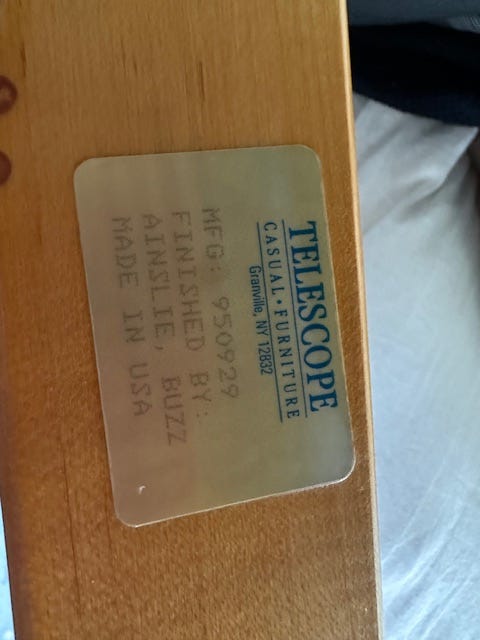 TELESCOPE
CASUAL • FURNITURE
Granville, NY 12832
MFG: 950929
FINISHED BY:
AINSLIE, BUZZ
MADE IN USA